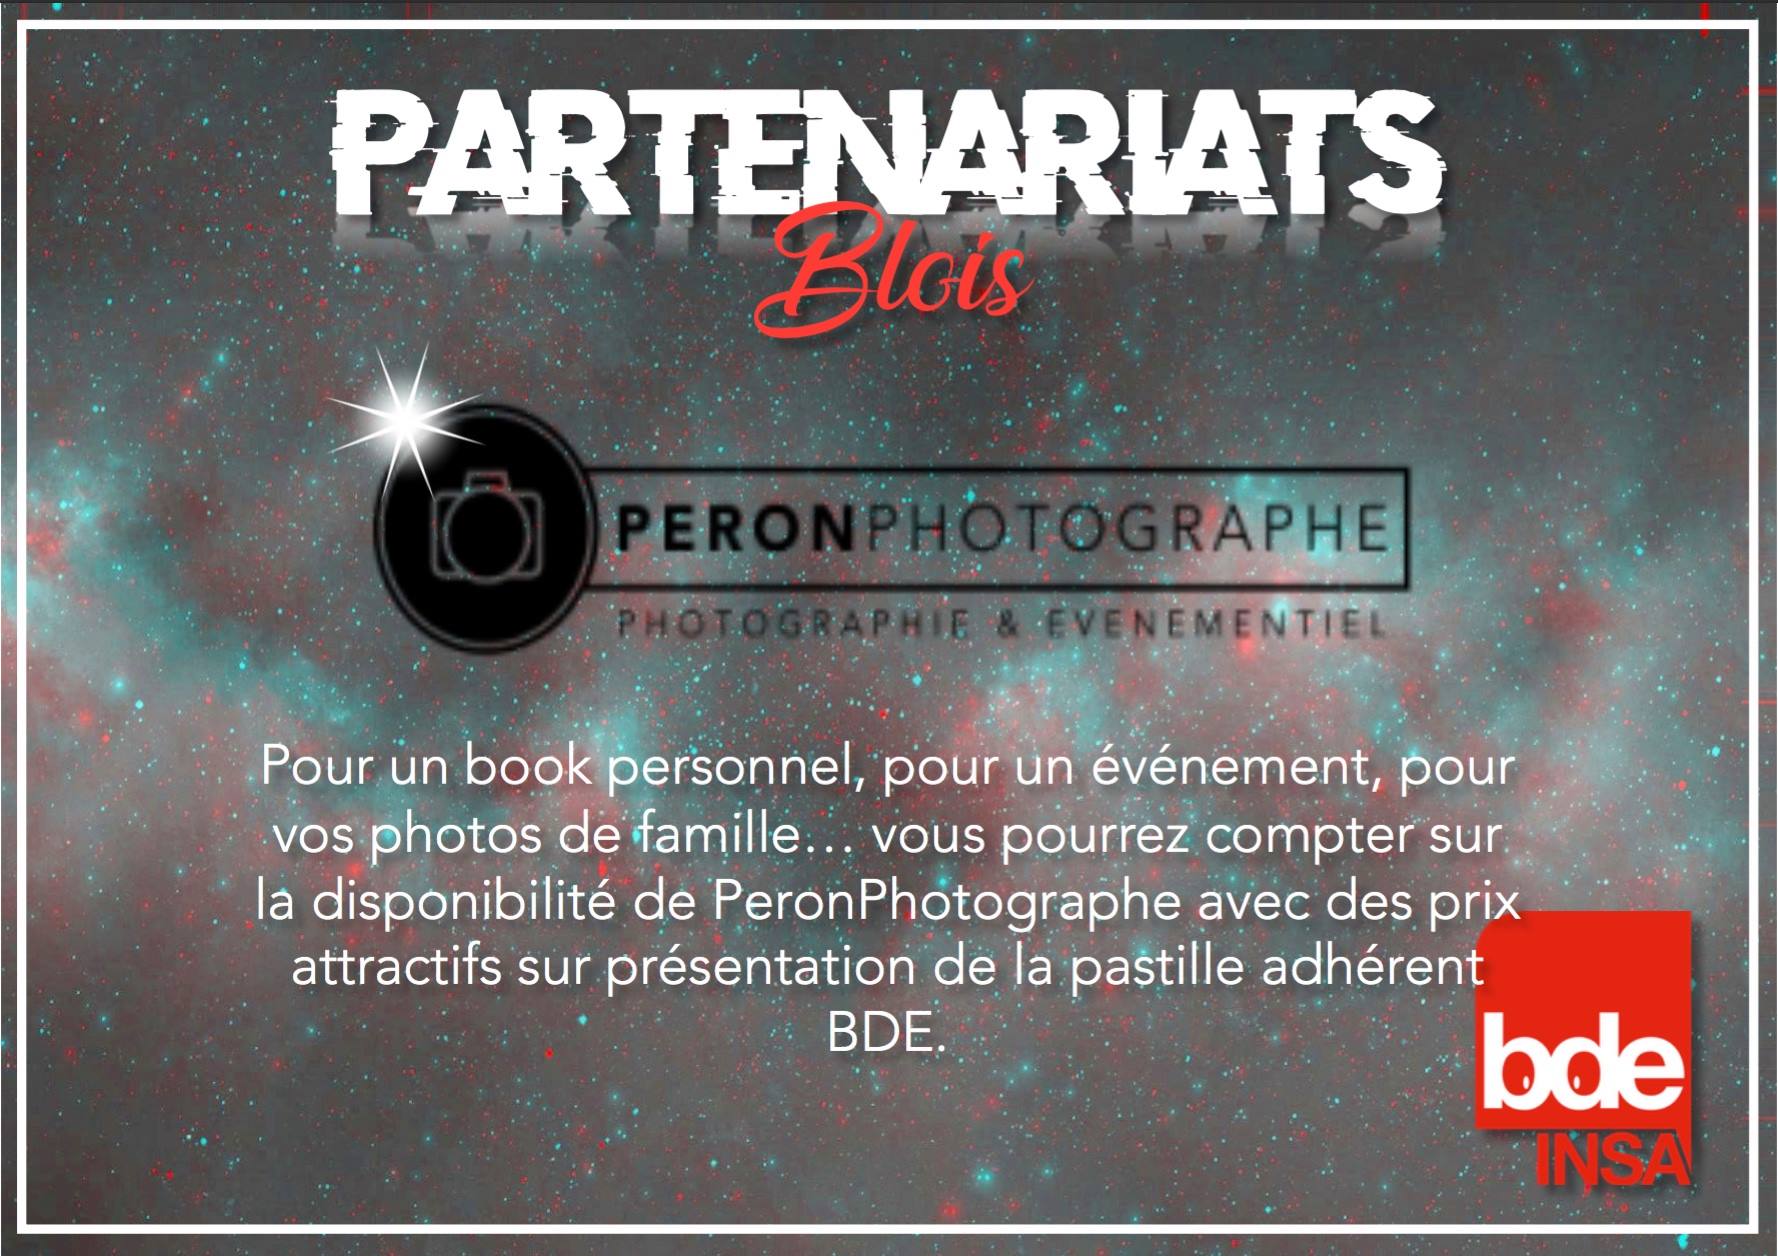 PARTENARIATS
Blois
PERONPHOTOGRAPHE
PHOTOGRAPHIE & EVENEMENTIEL
Pour un book personnel, pour un événement, pour
vos photos de famille… vous pourrez compter sur
la disponibilité de PeronPhotographe avec des prix
attractifs sur présentation de la pastille adhérent
BDE.
bde
INSA